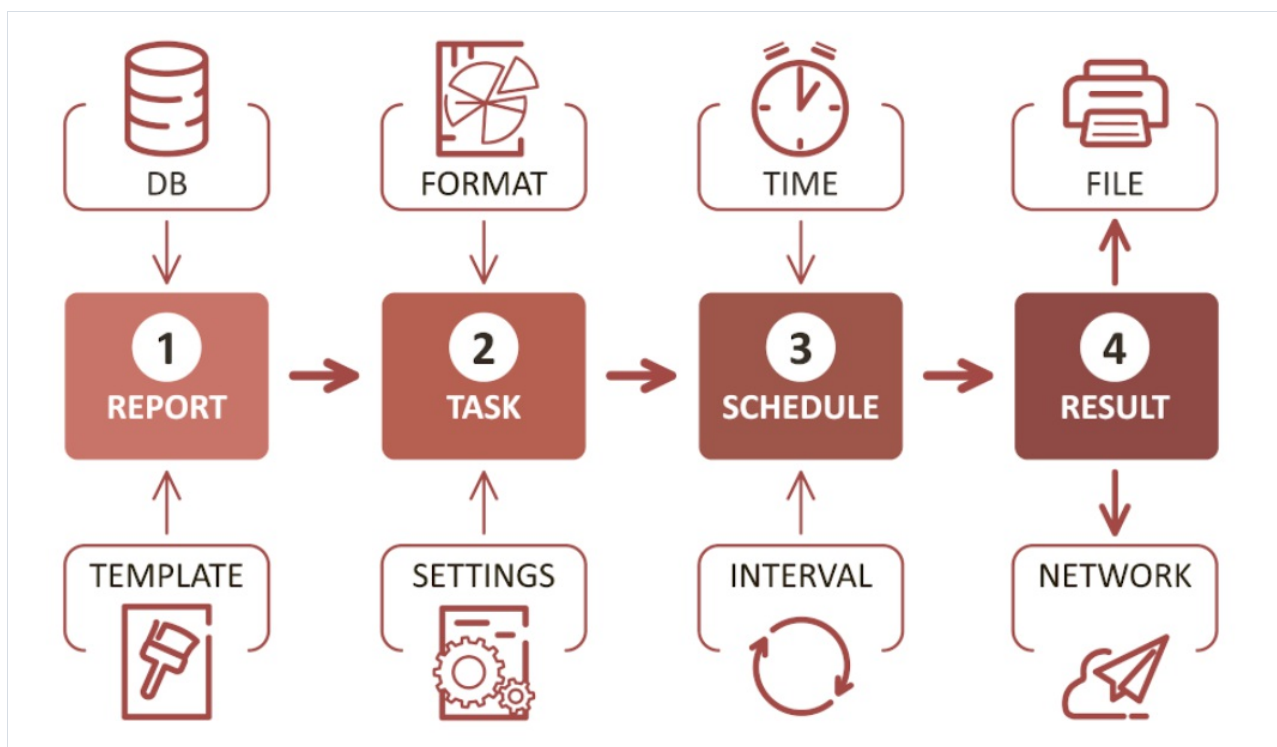 DB
FORMAT
TIME
FILE
1
REPORT
2
TASK
3
SCHEDULE
4
RESULT
TEMPLATE
SETTINGS
INTERVAL
NETWORK